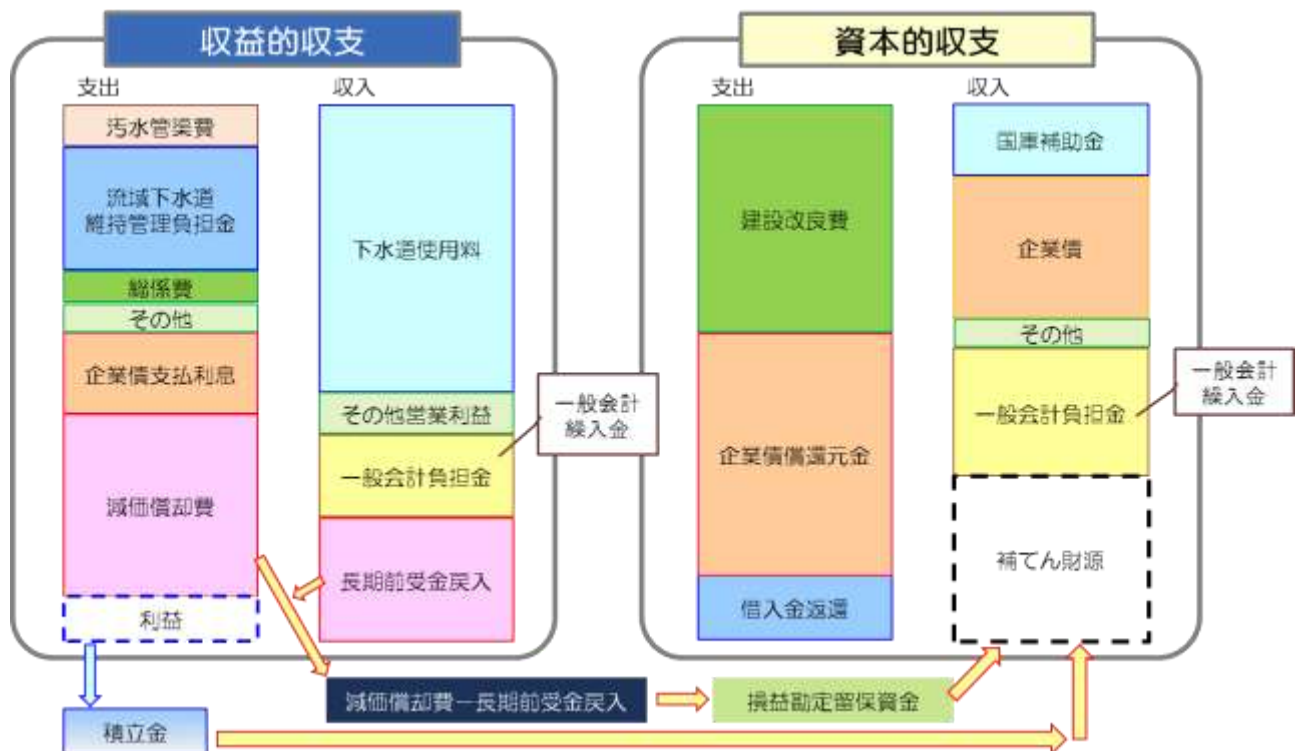 収益的収支
支出
収入
汚水管渠費
流域下水道
維持管理負担金
総係費
その他
企業債支払利息
減価償却費
利益
下水道使用料
その他営業利益
一般会計負担金
長期前受金戻入
一般会計
繰入金
資本的収支
支出
収入
建設改良費
企業債償還元金
借入金返還
国庫補助金
企業債
その他
一般会計負担金
補てん財源
一般会計
繰入金
減価償却費ー長期前受金戻入
損益勘定留保資金
積立金